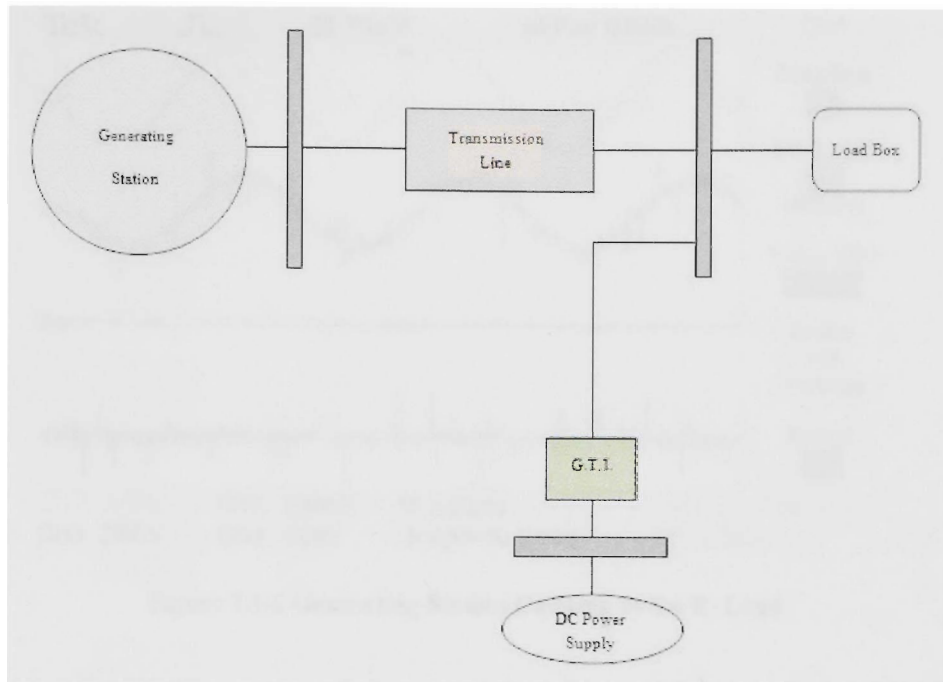 Generating
Station
Transmission
Line
Load Box
G.T.I.
DC Power
Supply